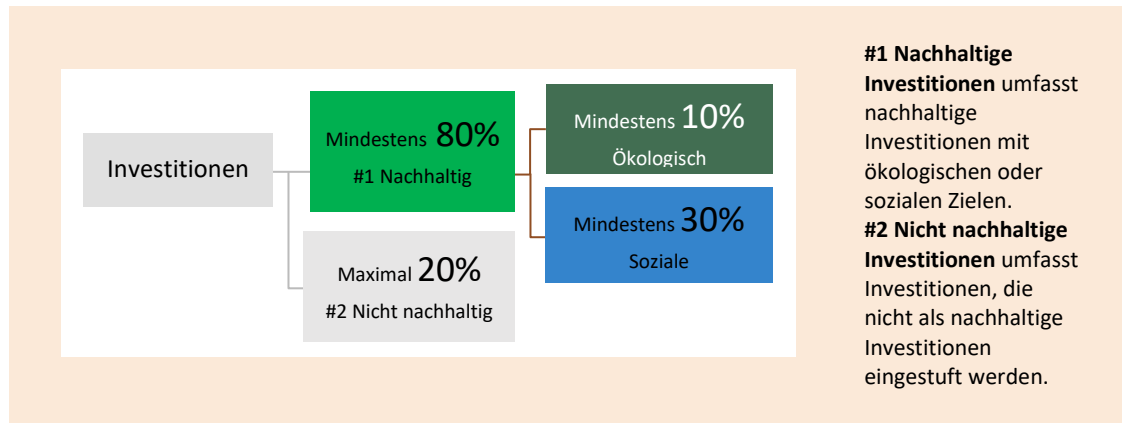 Investitionen
Mindestens 80%
#1 Nachhaltig
Maximal 20%
#2 Nicht nachhaltig
Mindestens 10%
Ökologisch
Mindestens 30%
Soziale
#1 Nachhaltige
Investitionen umfasst
nachhaltige
Investitionen mit
ökologischen oder
sozialen Zielen.
#2 Nicht nachhaltige
Investitionen umfasst
Investitionen, die
nicht als nachhaltige
Investitionen
eingestuft werden.